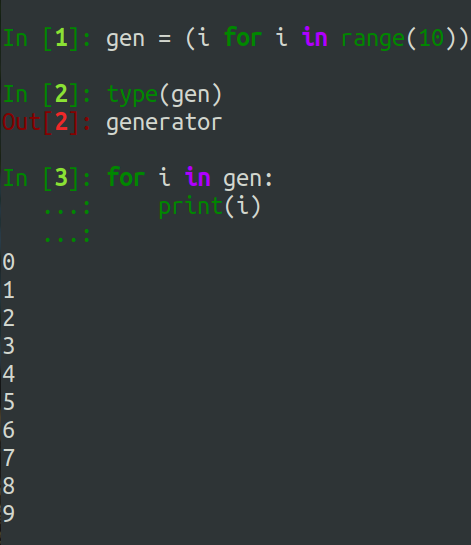 In [1]: gen = (i for i in range(10))
In [2]: type(gen)
Out[2]: generator
In [3]: for i in gen:
   ...:     print(i)
   ...:
0
1
2
3
4
5
6
7
8
9